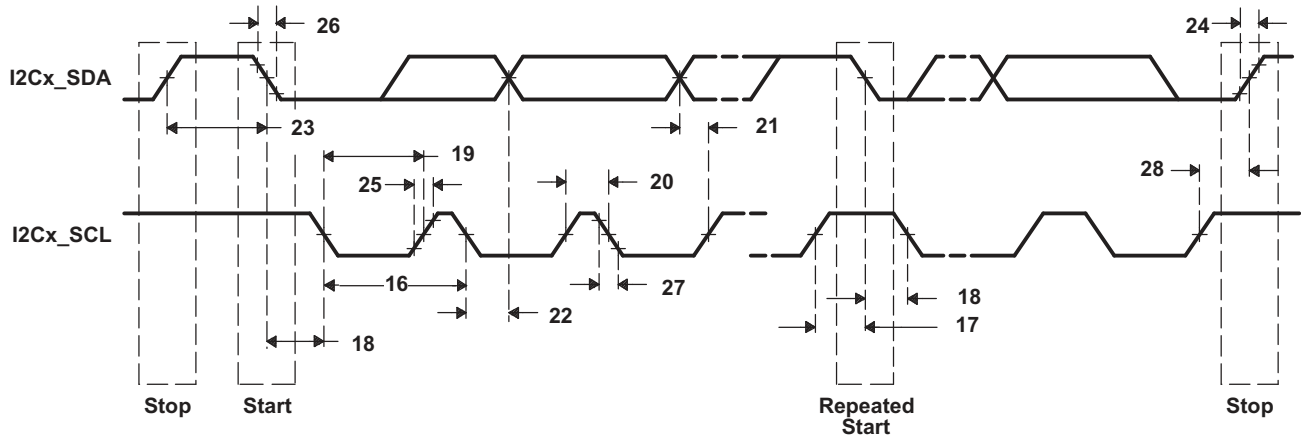 26
24
I2Cx_SDA
23
21
19
25
20
28
I2Cx_SCL
16
27
22
18
17
18
Stop
Start
Repeated
Start
Stop